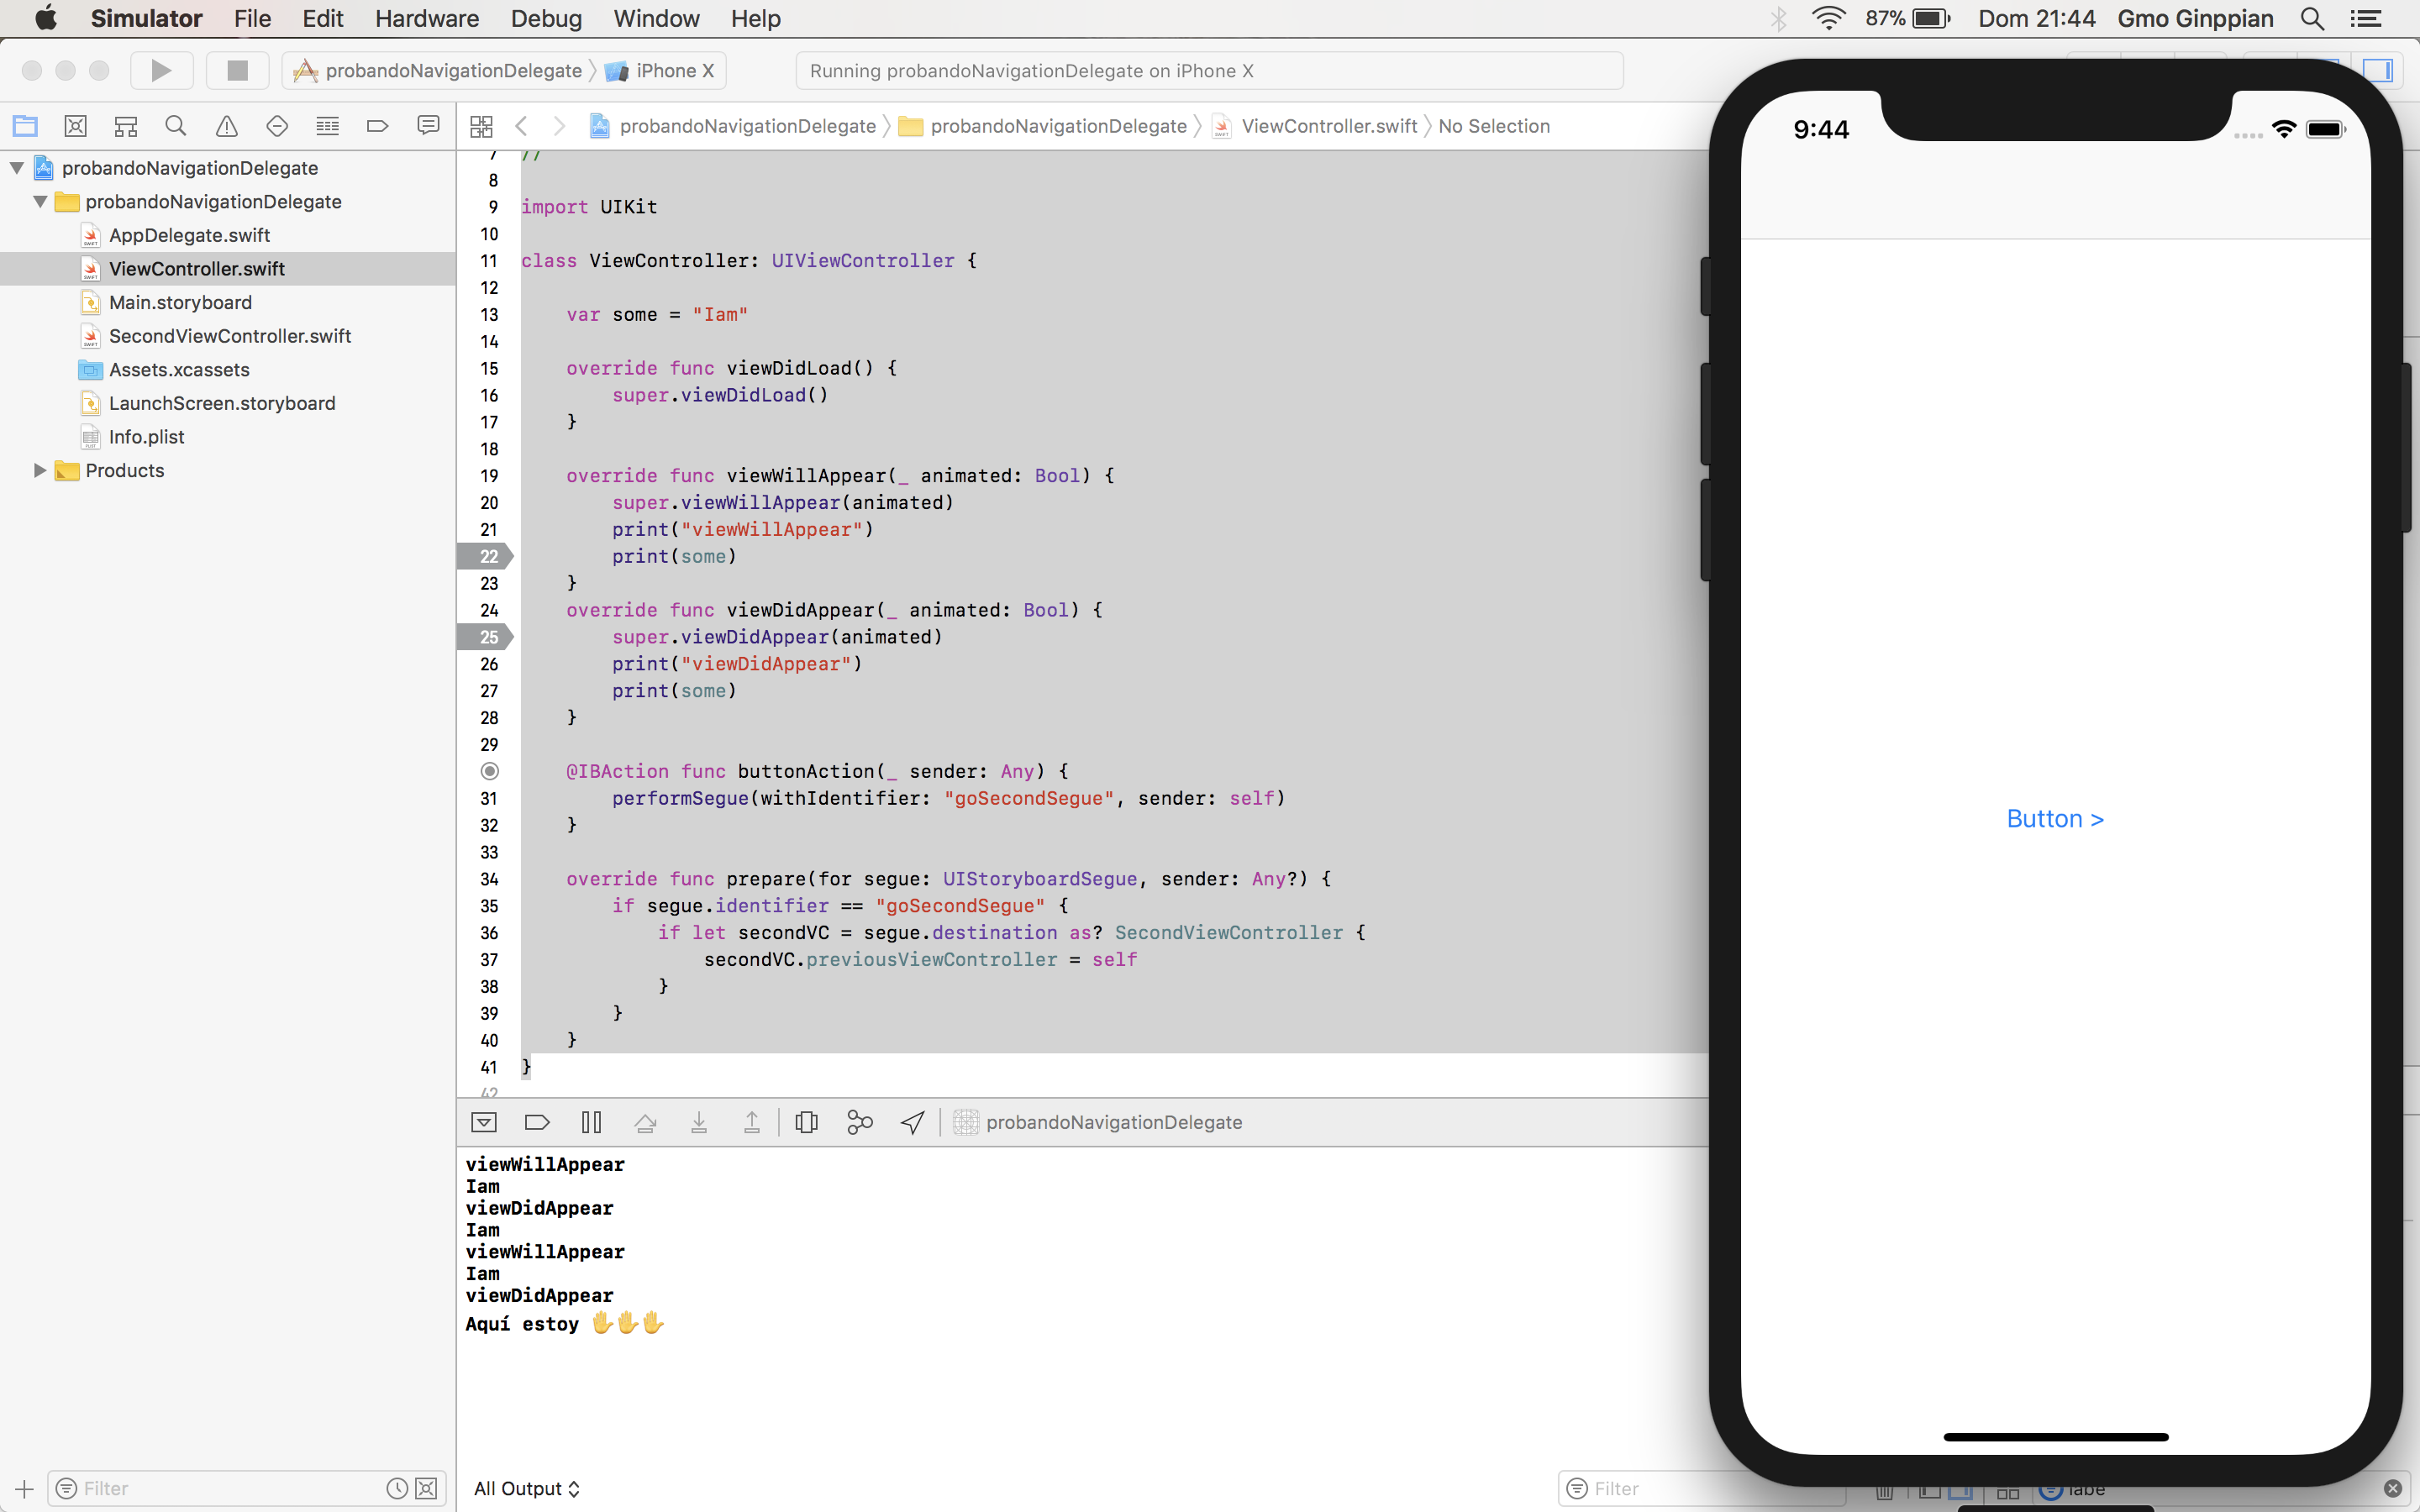 Simulator File Edit Hardware Debug Window Help 87% Dom 21:44 Gmo Ginppian
probandoNavigationDelegate iPhone X Running probandoNavigationDelegate on iPhone X
probandoNavigationDelegate probandoNavigationDelegate ViewController.swift No Selection
probandoNavigationDelegate
probandoNavigationDelegate
AppDelegate.swift
ViewController.swift
Main.storyboard
SecondViewController.swift
Assets.xcassets
LaunchScreen.storyboard
Info.plist
Products
Filter
7 //
8
9 import UIKit
10
11 class ViewController: UIViewController {
12
13 var some = "Iam"
14
15 override func viewDidLoad() {
16 super.viewDidLoad()
17 }
18
19 override func viewWillAppear(_ animated: Bool) {
20 super.viewWillAppear(animated)
21 print("viewWillAppear")
22 print(some)
23 }
24 override func viewDidAppear(_ animated: Bool) {
25 super.viewDidAppear(animated)
26 print("viewDidAppear")
27 print(some)
28 }
29
@IBAction func buttonAction(_ sender: Any) {
31 performSegue(withIdentifier: "goSecondSegue", sender: self)
32 }
33
34 override func prepare(for segue: UIStoryboardSegue, sender: Any?) {
35 if segue.identifier == "goSecondSegue" {
36 if let secondVC = segue.destination as? SecondViewController {
37 secondVC.previousViewController = self
38 }
39 }
40 }
41 }
42
probandoNavigationDelegate
viewWillAppear
Iam
viewDidAppear
Iam
viewWillAppear
Iam
viewDidAppear
Aquí estoy ✋✋✋
All Output
Filter
labe
9:44
Button >